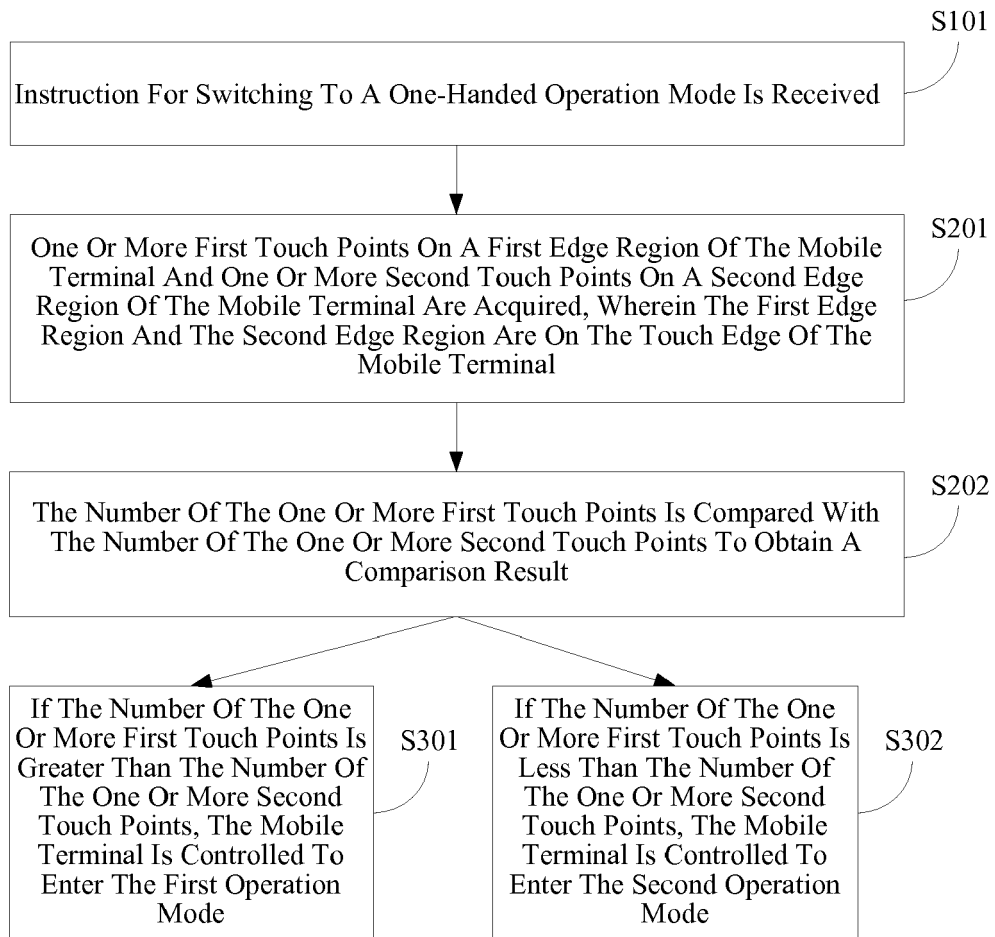 S101
Instruction For Switching To A One-Handed Operation Mode Is Received
S201
One Or More First Touch Points On A First Edge Region Of The Mobile
Terminal And One Or More Second Touch Points On A Second Edge
Region Of The Mobile Terminal Are Acquired, Wherein The First Edge
Region And The Second Edge Region Are On The Touch Edge Of The
Mobile Terminal
S202
The Number Of The One Or More First Touch Points Is Compared With
The Number Of The One Or More Second Touch Points To Obtain A
Comparison Result
If The Number Of The One
Or More First Touch Points Is
Greater Than The Number Of
The One Or More Second
Touch Points, The Mobile
Terminal Is Controlled To
Enter The First Operation
Mode
S301
If The Number Of The One
Or More First Touch Points Is
Less Than The Number Of
The One Or More Second
Touch Points, The Mobile
Terminal Is Controlled To
Enter The Second Operation
Mode
S302